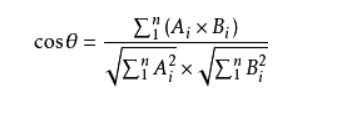 cosθ = ∑₁ⁿ (Aᵢ × Bᵢ) / √∑₁ⁿ Aᵢ² × √∑₁ⁿ Bᵢ²